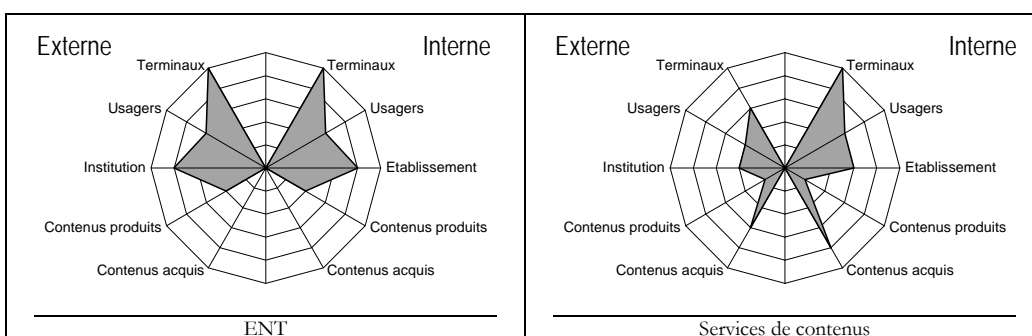 Externe Interne
Terminaux Terminaux
Usagers Usagers
Institution Etablissement
Contenus produits Contenus produits
Contenus acquis Contenus acquis
ENT
Externe Interne
Terminaux Terminaux
Usagers Usagers
Institution Etablissement
Contenus produits Contenus produits
Contenus acquis Contenus acquis
Services de contenus